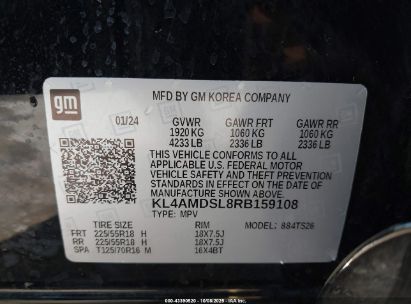 gm
MFD BY GM KOREA COMPANY
01/24 GVWR GAWR FRT GAWR RR
1920 KG 1060 KG 1060 KG
4233 LB 2336 LB 2336 LB
THIS VEHICLE CONFORMS TO ALL
APPLICABLE U.S. FEDERAL MOTOR
VEHICLE SAFETY AND THEFT PREVENTION
STANDARDS IN EFFECT ON THE DATE OF
MANUFACTURE SHOWN ABOVE
KL4AMDSL8RB159108
TYPE: MPV MODEL: 884TS26
TIRE RIM
FRT 225/55R18 H 18X7.5J
RR 225/55R18 H 18X7.5J
SPA T125/70R16 M 16X4BT